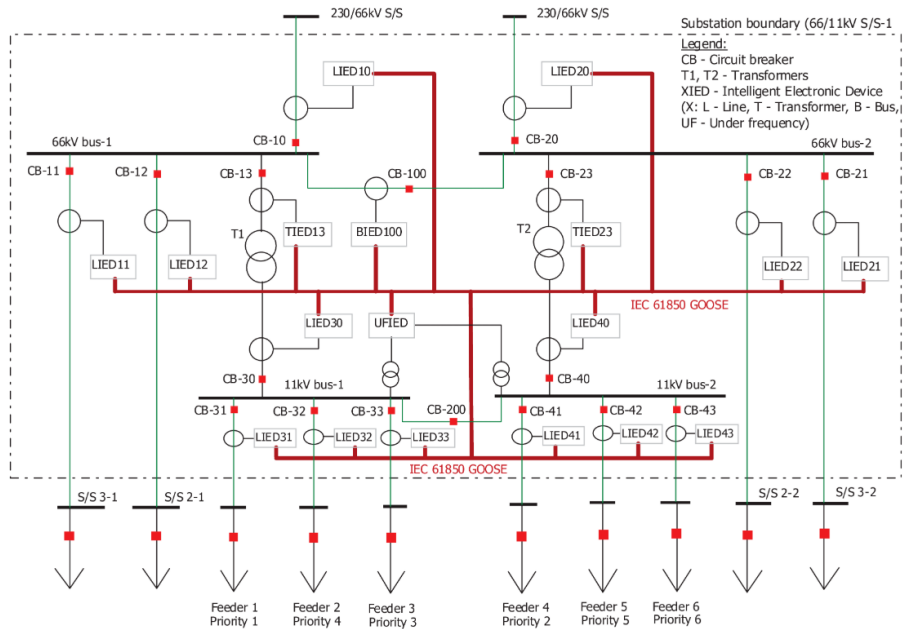 230/66kV S/S
230/66kV S/S
Substation boundary (66/11kV S/S-1
Legend:
CB - Circuit breaker
T1, T2 - Transformers
XIED - Intelligent Electronic Device
(X: L - Line, T - Transformer, B - Bus,
UF - Under frequency)
LIED10
LIED20
CB-10
CB-20
66kV bus-1
66kV bus-2
CB-11
CB-12
CB-13
CB-100
CB-23
CB-22
CB-21
T1
TIED13
BIED100
T2
TIED23
LIED11
LIED12
LIED22
LIED21
IEC 61850 GOOSE
LIED30
UFIED
LIED40
CB-30
CB-40
11kV bus-1
11kV bus-2
CB-31
CB-32
CB-33
CB-200
CB-41
CB-42
CB-43
LIED31
LIED32
LIED33
LIED41
LIED42
LIED43
IEC 61850 GOOSE
S/S 3-1
S/S 2-1
S/S 2-2
S/S 3-2
Feeder 1
Priority 1
Feeder 2
Priority 4
Feeder 3
Priority 3
Feeder 4
Priority 2
Feeder 5
Priority 5
Feeder 6
Priority 6